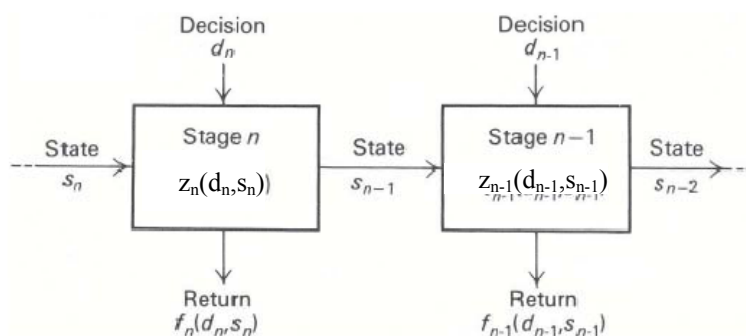 Decision
dₙ
Decision
dₙ₋₁
State
sₙ
Stage n
zₙ(dₙ,sₙ))
State
sₙ₋₁
Stage n−1
zₙ₋₁(dₙ₋₁,sₙ₋₁)
State
sₙ₋₂
Return
fₙ(dₙ,sₙ)
Return
fₙ₋₁(dₙ₋₁,sₙ₋₁)